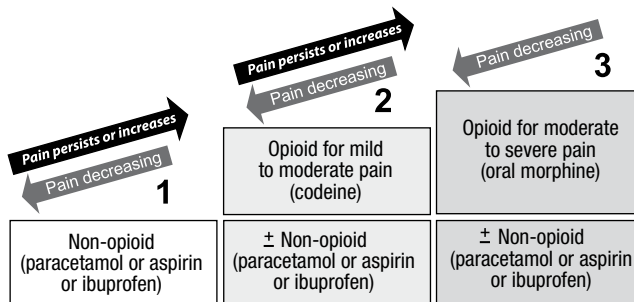 Pain persists or increases
Pain decreasing
1
Non-opioid
(paracetamol or aspirin
or ibuprofen)
Pain persists or increases
Pain decreasing
2
Opioid for mild
to moderate pain
(codeine)
± Non-opioid
(paracetamol or aspirin
or ibuprofen)
Pain decreasing
3
Opioid for moderate
to severe pain
(oral morphine)
± Non-opioid
(paracetamol or aspirin
or ibuprofen)